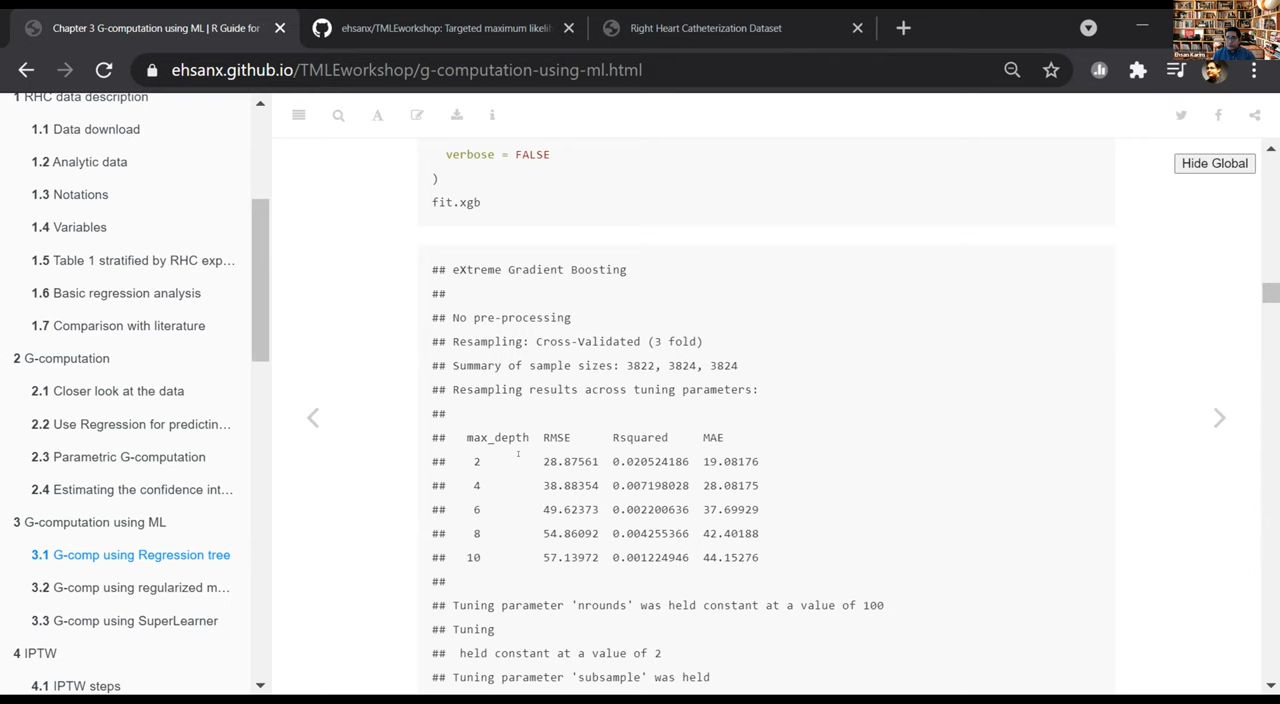 Chapter 3 G-computation using ML | R Guide for
ehsanx/TMLEworkshop: Targeted maximum likeli
Right Heart Catheterization Dataset
Ehsan Karim
ehsanx.github.io/TMLEworkshop/g-computation-using-ml.html
1 RHC data description
1.1 Data download
1.2 Analytic data
1.3 Notations
1.4 Variables
1.5 Table 1 stratified by RHC exp…
1.6 Basic regression analysis
1.7 Comparison with literature
2 G-computation
2.1 Closer look at the data
2.2 Use Regression for predictin…
2.3 Parametric G-computation
2.4 Estimating the confidence int…
3 G-computation using ML
3.1 G-comp using Regression tree
3.2 G-comp using regularized m…
3.3 G-comp using SuperLearner
4 IPTW
4.1 IPTW steps
Hide Global
verbose = FALSE
)
fit.xgb
## eXtreme Gradient Boosting
##
## No pre-processing
## Resampling: Cross-Validated (3 fold)
## Summary of sample sizes: 3822, 3824, 3824
## Resampling results across tuning parameters:
##
## max_depth RMSE Rsquared MAE
## 2 28.87561 0.020524186 19.08176
## 4 38.88354 0.007198028 28.08175
## 6 49.62373 0.002200636 37.69929
## 8 54.86092 0.004255366 42.40188
## 10 57.13972 0.001224946 44.15276
##
## Tuning parameter 'nrounds' was held constant at a value of 100
## Tuning
## held constant at a value of 2
## Tuning parameter 'subsample' was held